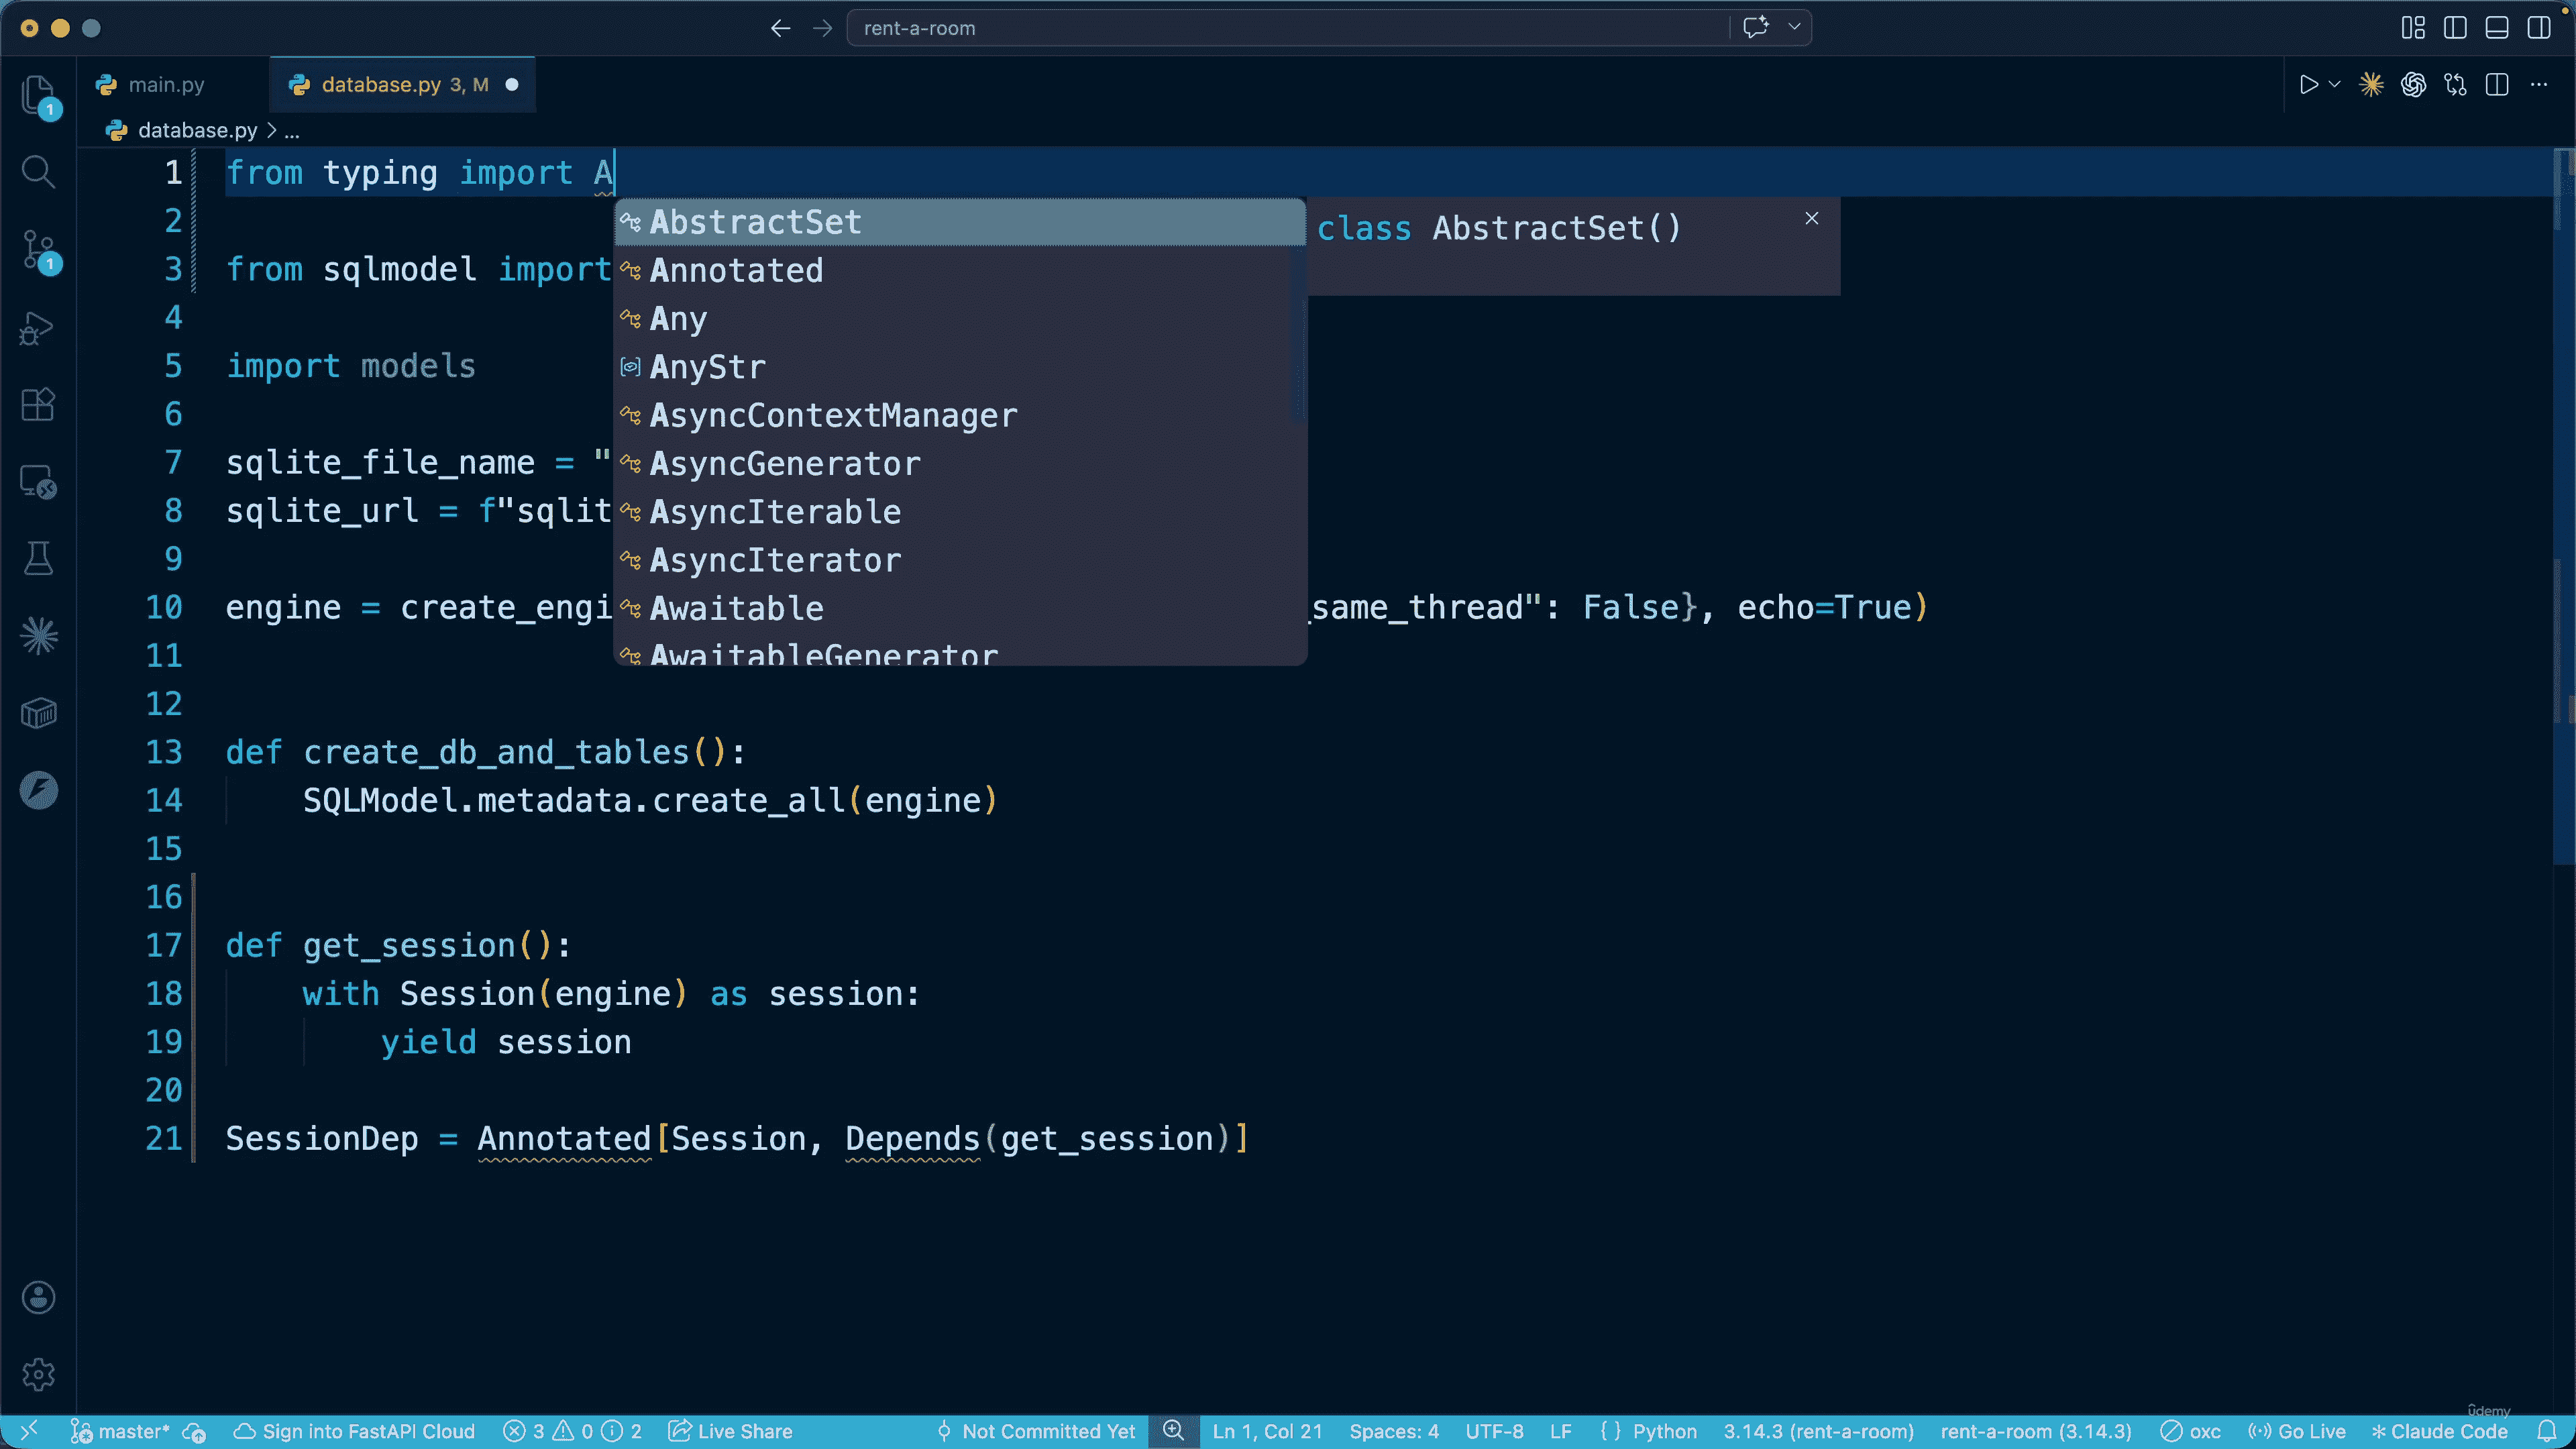 rent-a-room
main.py
database.py 3, M
database.py > ...
1
1
1 from typing import A
2
3 from sqlmodel import
4
5 import models
6
7 sqlite_file_name = "
8 sqlite_url = f"sqlit
9
10 engine = create_engi _same_thread": False}, echo=True)
11
12
13 def create_db_and_tables():
14 SQLModel.metadata.create_all(engine)
15
16
17 def get_session():
18 with Session(engine) as session:
19 yield session
20
21 SessionDep = Annotated[Session, Depends(get_session)]
AbstractSet
Annotated
Any
AnyStr
AsyncContextManager
AsyncGenerator
AsyncIterable
AsyncIterator
Awaitable
AwaitableGenerator
class AbstractSet()
udemy
master* Sign into FastAPI Cloud 3 0 2 Live Share Not Committed Yet Ln 1, Col 21 Spaces: 4 UTF-8 LF { } Python 3.14.3 (rent-a-room) rent-a-room (3.14.3) oxc Go Live Claude Code